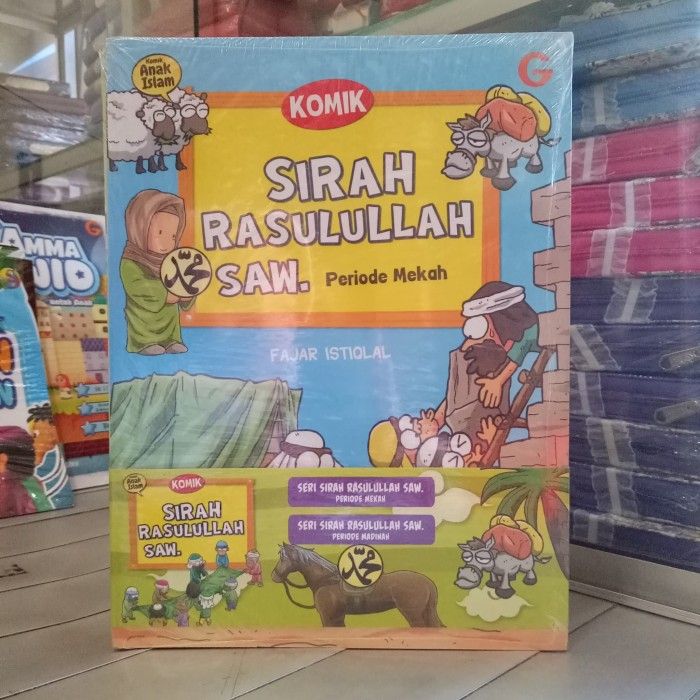 Komik
Anak
Islam
G
KOMIK
SIRAH
RASULULLAH
SAW. Periode Mekah
محمد
FAJAR ISTIQLAL
Anak
Islam
KOMIK
SIRAH
RASULULLAH
SAW.
SERI SIRAH RASULULLAH SAW.
PERIODE MEKAH
SERI SIRAH RASULULLAH SAW.
PERIODE MADINAH
محمد
AMMA